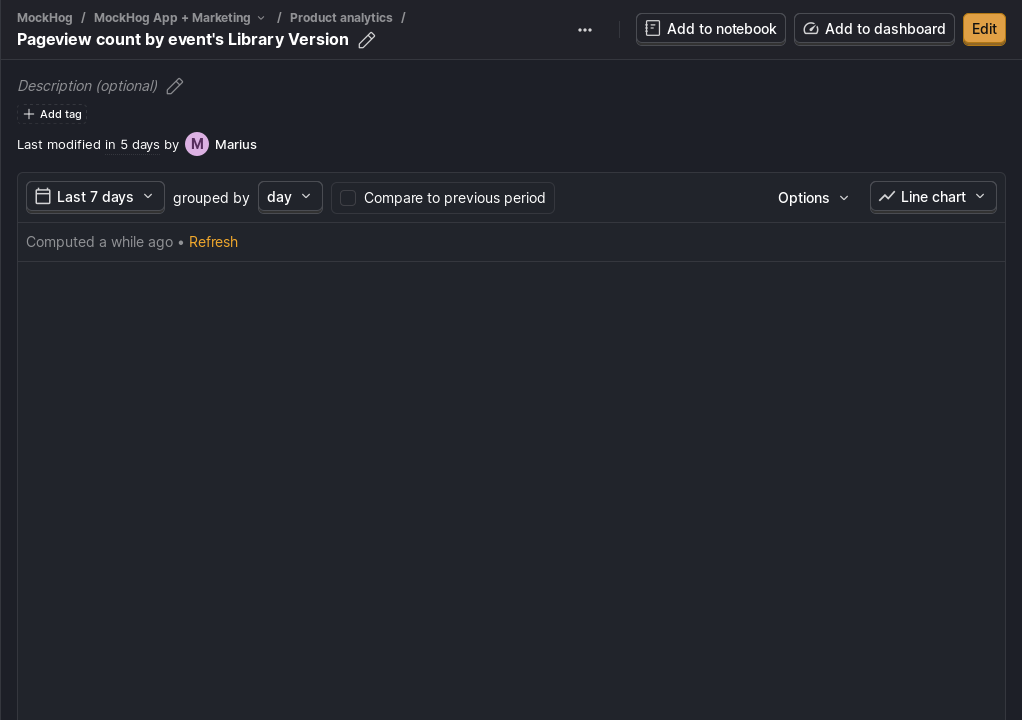 MockHog / MockHog App + Marketing / Product analytics /
Pageview count by event's Library Version
Add to notebook
Add to dashboard
Edit
Description (optional)
Add tag
Last modified in 5 days by M Marius
Last 7 days grouped by day Compare to previous period Options Line chart
Computed a while ago • Refresh